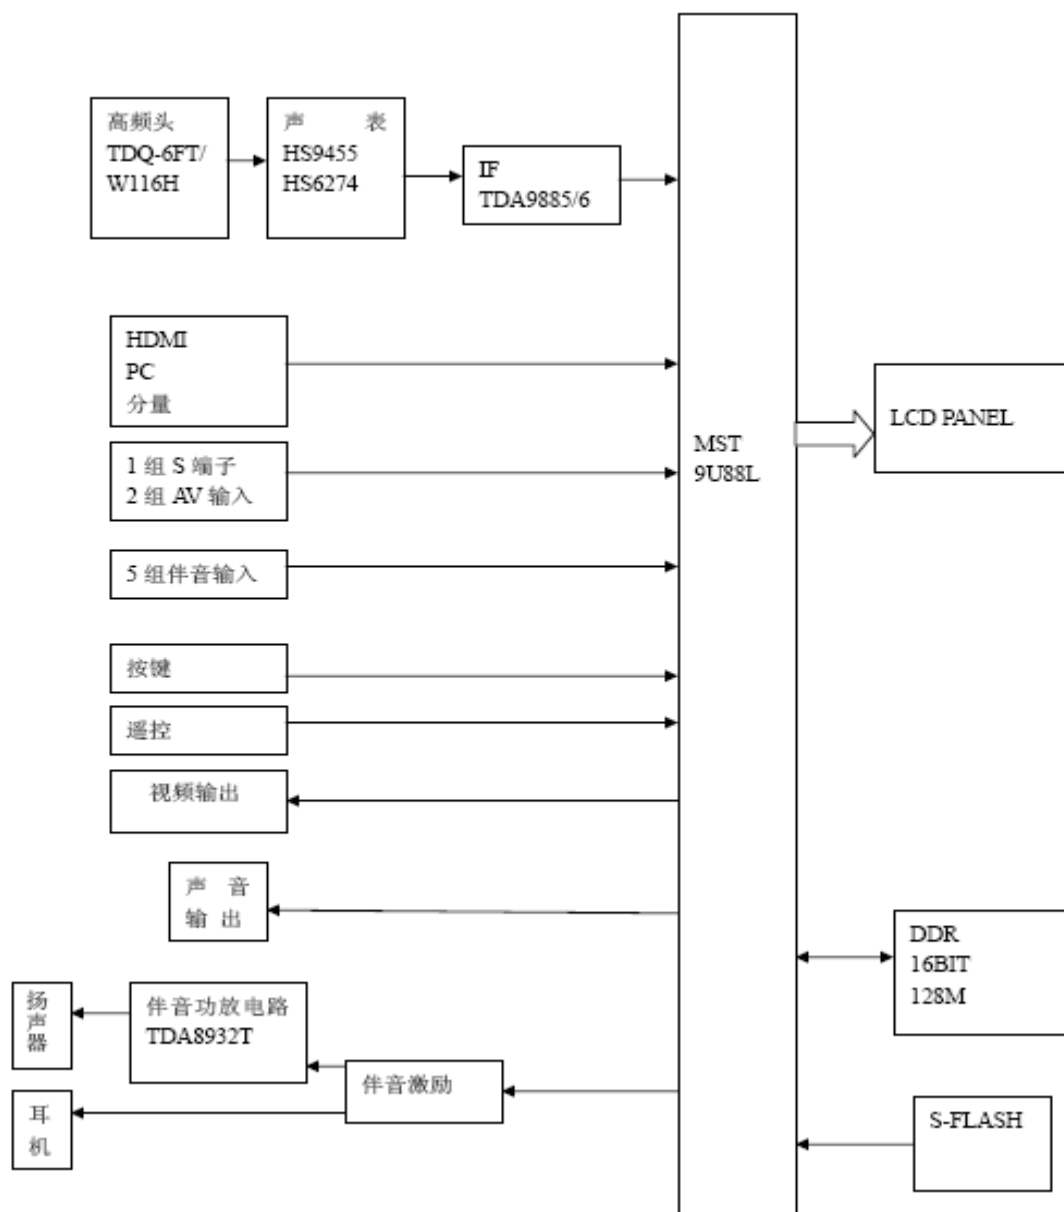 高频头
TDQ-6FT/
W116H
声 表
HS9455
HS6274
IF
TDA9885/6
HDMI
PC
分量
1 组 S 端子
2 组 AV 输入
5 组伴音输入
按键
遥控
视频输出
声 音
输 出
伴音功放电路
TDA8932T
扬
声
器
伴音激励
耳
机
MST
9U88L
LCD PANEL
DDR
16BIT
128M
S-FLASH